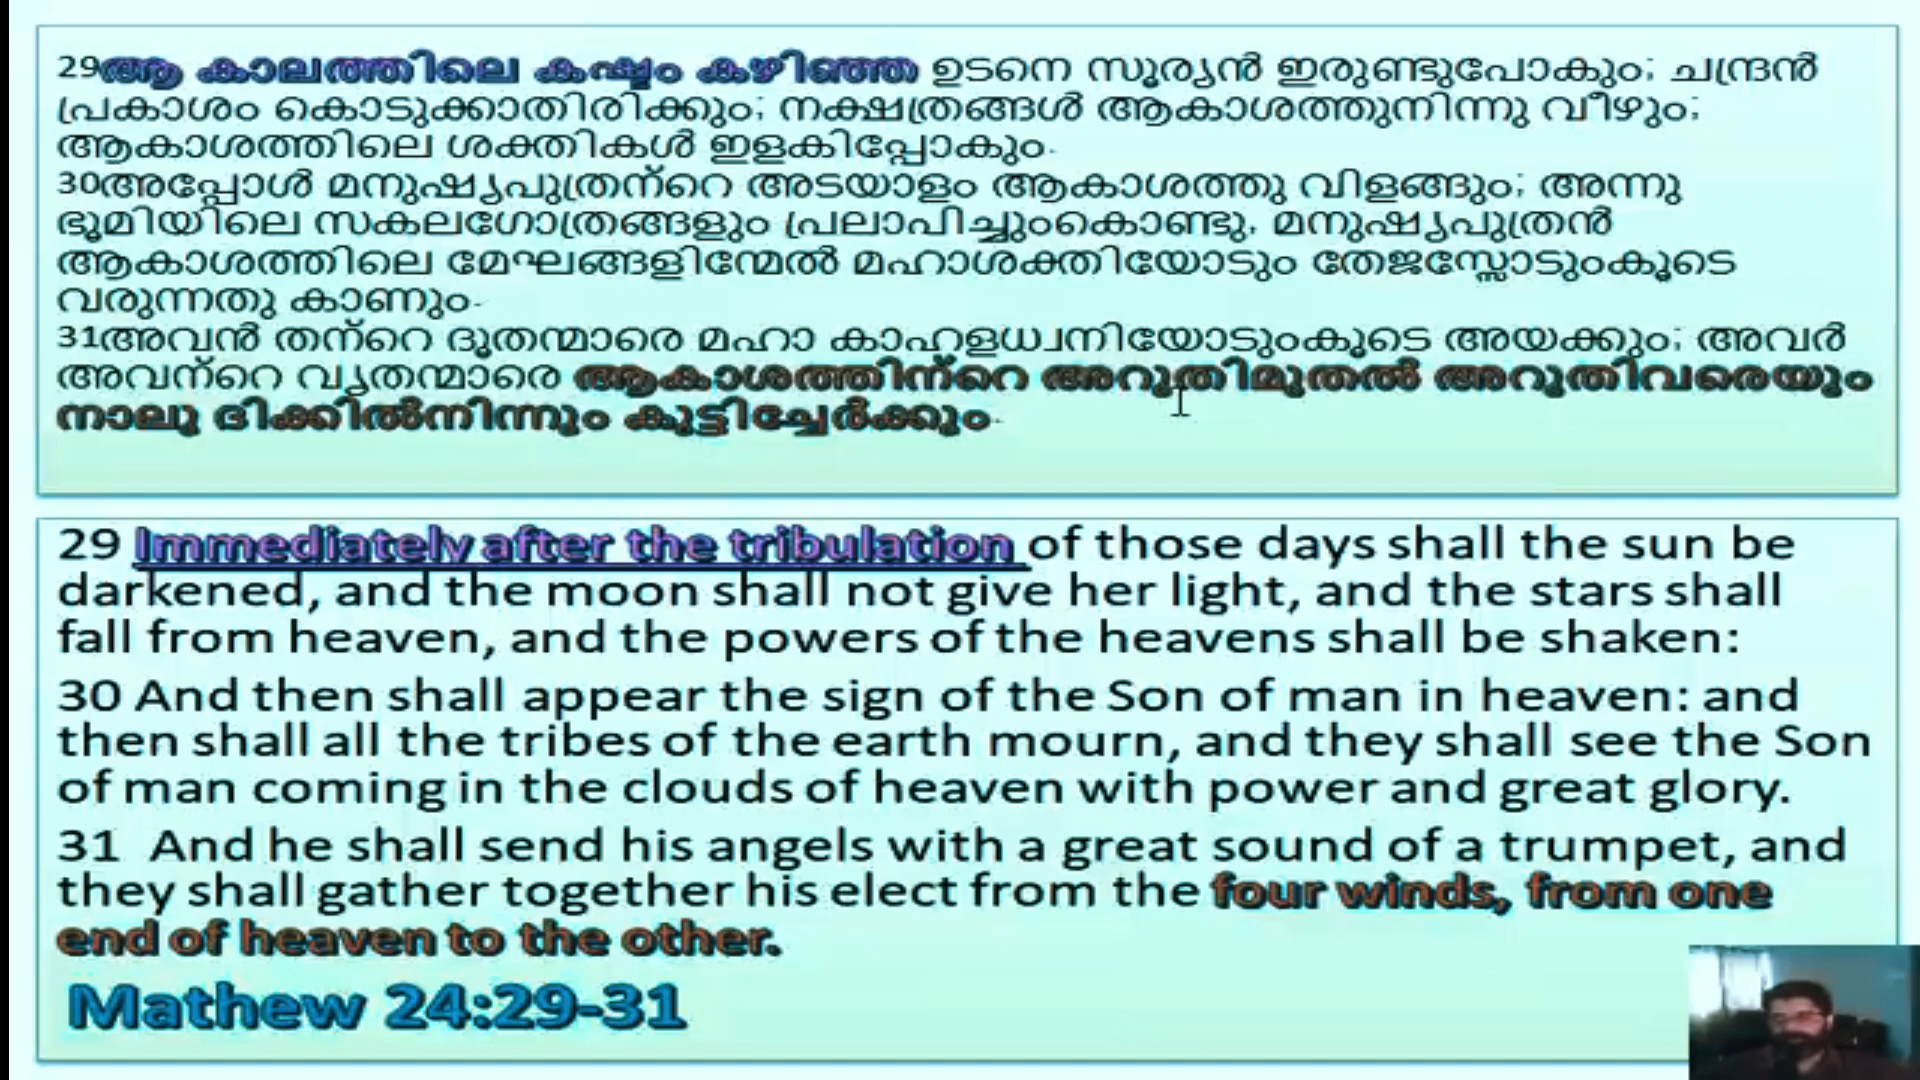 29ആ കാലത്തിലെ കഷ്ടം കഴിഞ്ഞ ഉടനെ സൂര്യൻ ഇരുണ്ടുപോകും; ചന്ദ്രൻ
പ്രകാശം കൊടുക്കാതിരിക്കും; നക്ഷത്രങ്ങൾ ആകാശത്തുനിന്നു വീഴും;
ആകാശത്തിലെ ശക്തികൾ ഇളകിപ്പോകും.
30അപ്പോൾ മനുഷ്യപുത്രന്റെ അടയാളം ആകാശത്തു വിളങ്ങും; അന്നു
ഭൂമിയിലെ സകലഗോത്രങ്ങളും പ്രലാപിച്ചുംകൊണ്ടു, മനുഷ്യപുത്രൻ
ആകാശത്തിലെ മേഘങ്ങളിന്മേൽ മഹാശക്തിയോടും തേജസ്സോടുംകൂടെ
വരുന്നതു കാണും.
31അവൻ തന്റെ ദൂതന്മാരെ മഹാ കാഹളധ്വനിയോടുംകൂടെ അയക്കും; അവർ
അവന്റെ വൃതന്മാരെ ആകാശത്തിന്റെ അറുതിമുതൽ അറുതിവരെയും
നാലു ദിക്കിൽനിന്നും കൂട്ടിച്ചേർക്കും.
29 Immediately after the tribulation of those days shall the sun be
darkened, and the moon shall not give her light, and the stars shall
fall from heaven, and the powers of the heavens shall be shaken:
30 And then shall appear the sign of the Son of man in heaven: and
then shall all the tribes of the earth mourn, and they shall see the Son
of man coming in the clouds of heaven with power and great glory.
31 And he shall send his angels with a great sound of a trumpet, and
they shall gather together his elect from the four winds, from one
end of heaven to the other.
Mathew 24:29-31